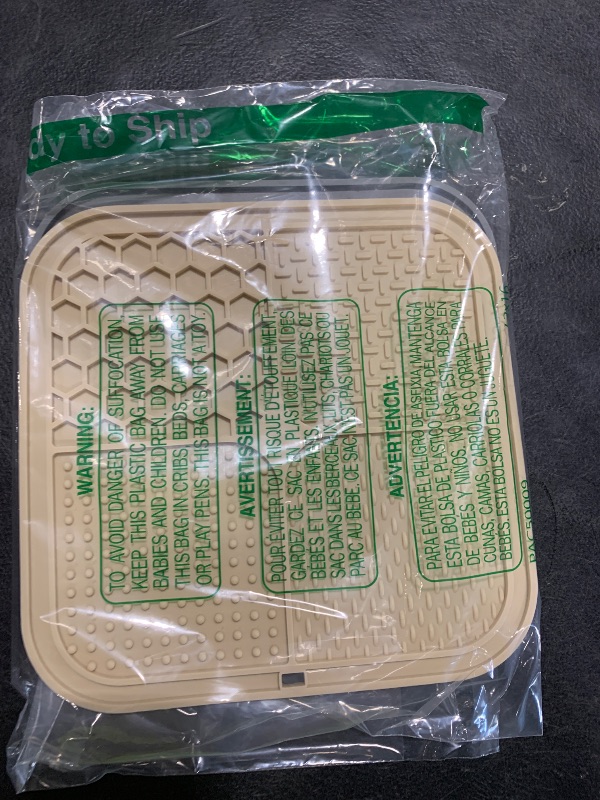 dy to Ship
WARNING:
TO AVOID DANGER OF SUFFOCATION,
KEEP THIS PLASTIC BAG AWAY FROM
BABIES AND CHILDREN. DO NOT USE
THIS BAG IN CRIBS, BEDS, CARRIAGES
OR PLAY PENS. THIS BAG IS NOT A TOY.
AVERTISSEMENT:
POUR EVITER TOUT RISQUE D'ETOUFFEMENT,
GARDEZ CE SAC EN PLASTIQUE LOIN DES
BÉBES ET LES ENFANTS. N'UTILISEZ PAS CE
SAC DANS LES BERCEAUX, LITS, CHARIOTS OU
PARC AU BEBE. CE SAC N'EST PAS UN JOUET.
ADVERTENCIA:
PARA EVITAR EL PELIGRO DE ASFIXIA, MANTENGA
ESTA BOLSA DE PLASTICO FUERA DEL ALCANCE
DE BEBES Y NIÑOS. NO USAR ESTA BOLSA EN
CUNAS, CAMAS, CARRIOLAS O CORRALES PARA
BEBES. ESTA BOLSA NO ES UN JUGUETE.